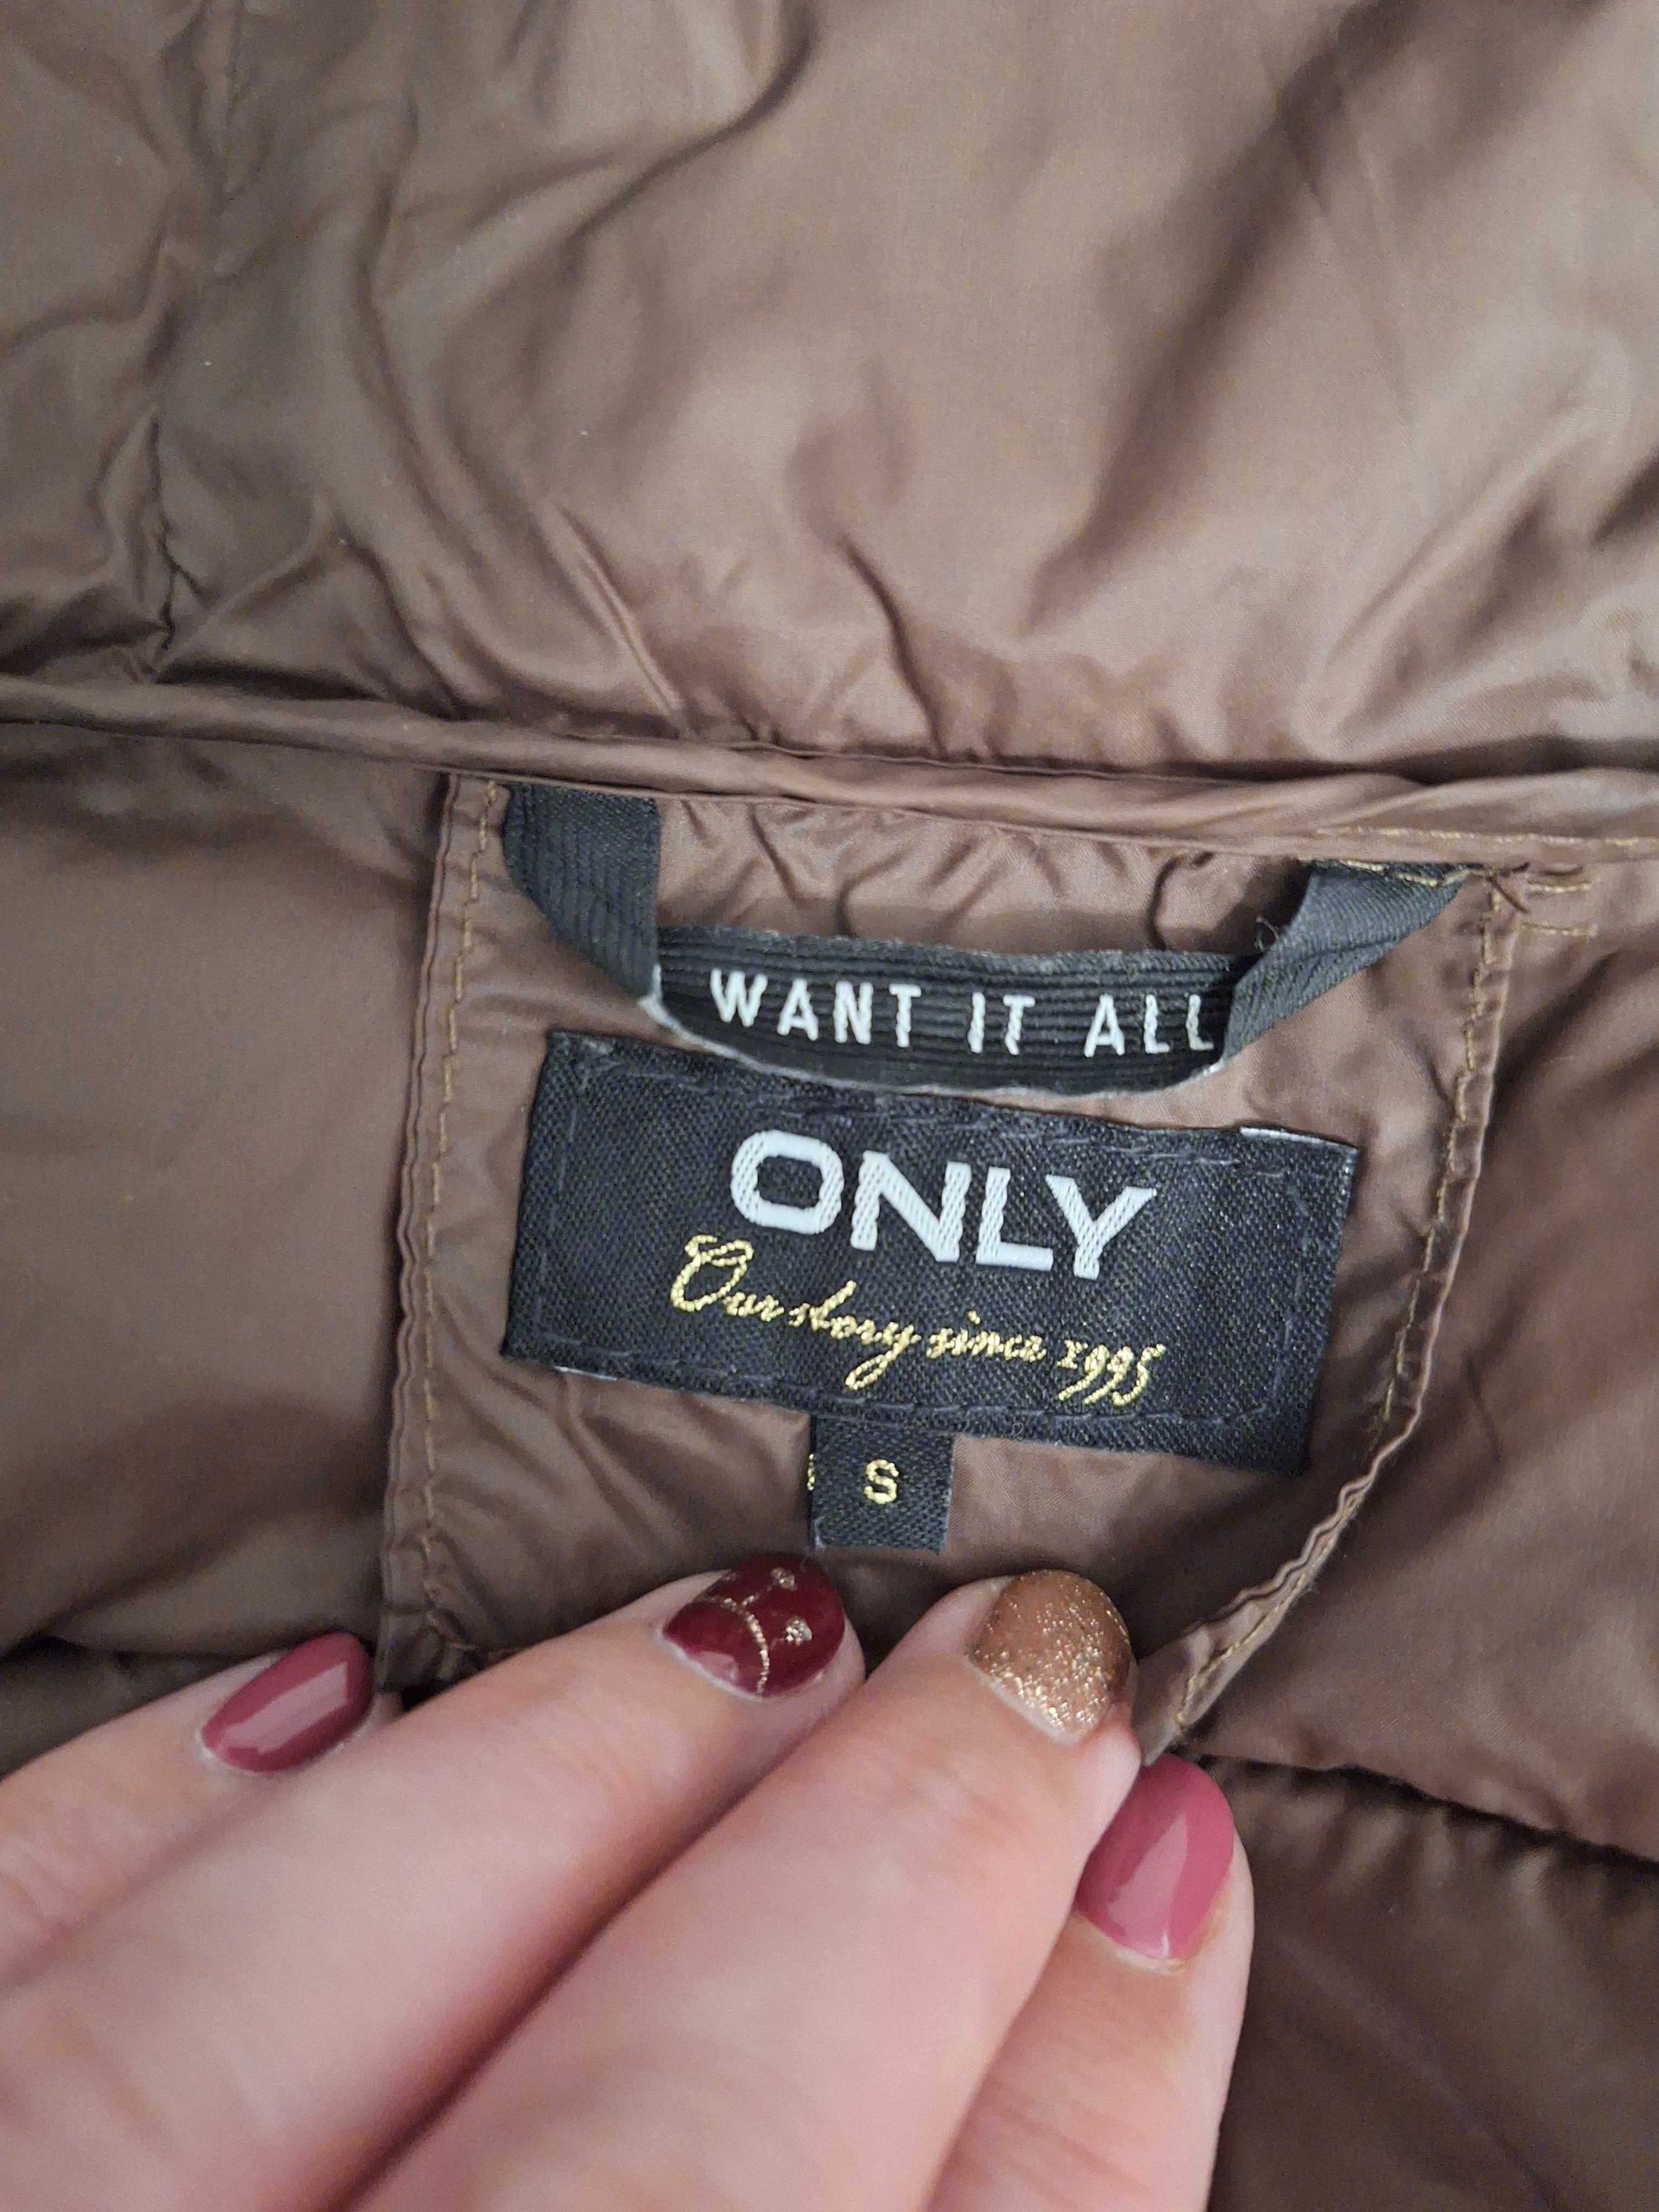 WANT IT ALL
ONLY
Our story since 1995
S